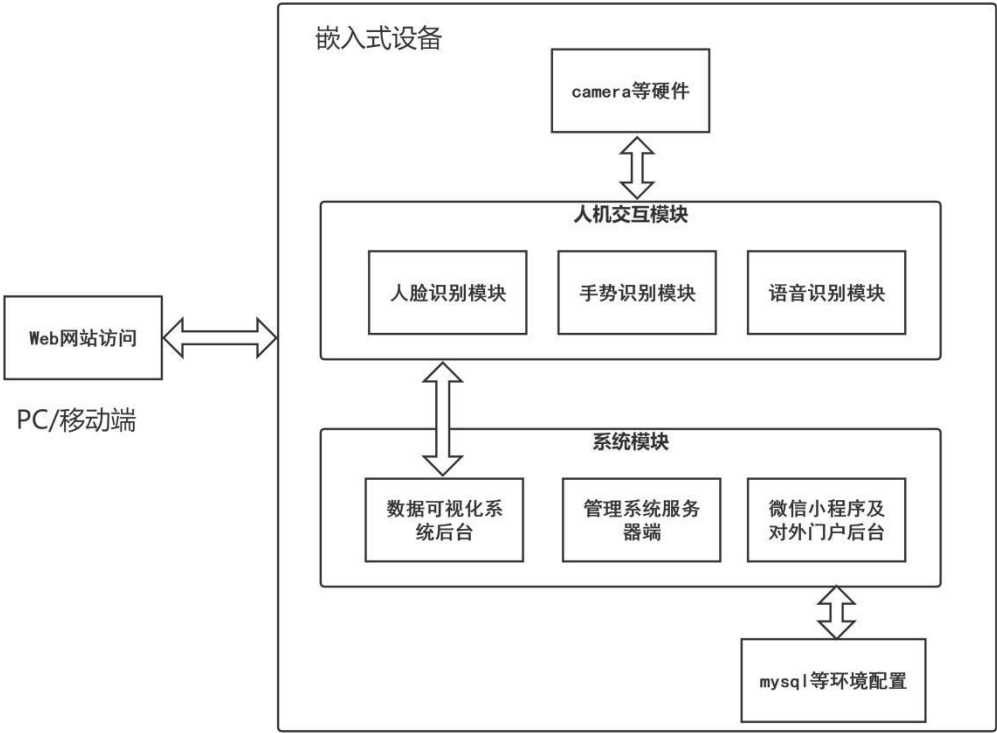 嵌入式设备
camera等硬件
人机交互模块
人脸识别模块
手势识别模块
语音识别模块
Web网站访问
PC/移动端
系统模块
数据可视化系
统后台
管理系统服务
器端
微信小程序及
对外门户后台
mysql等环境配置